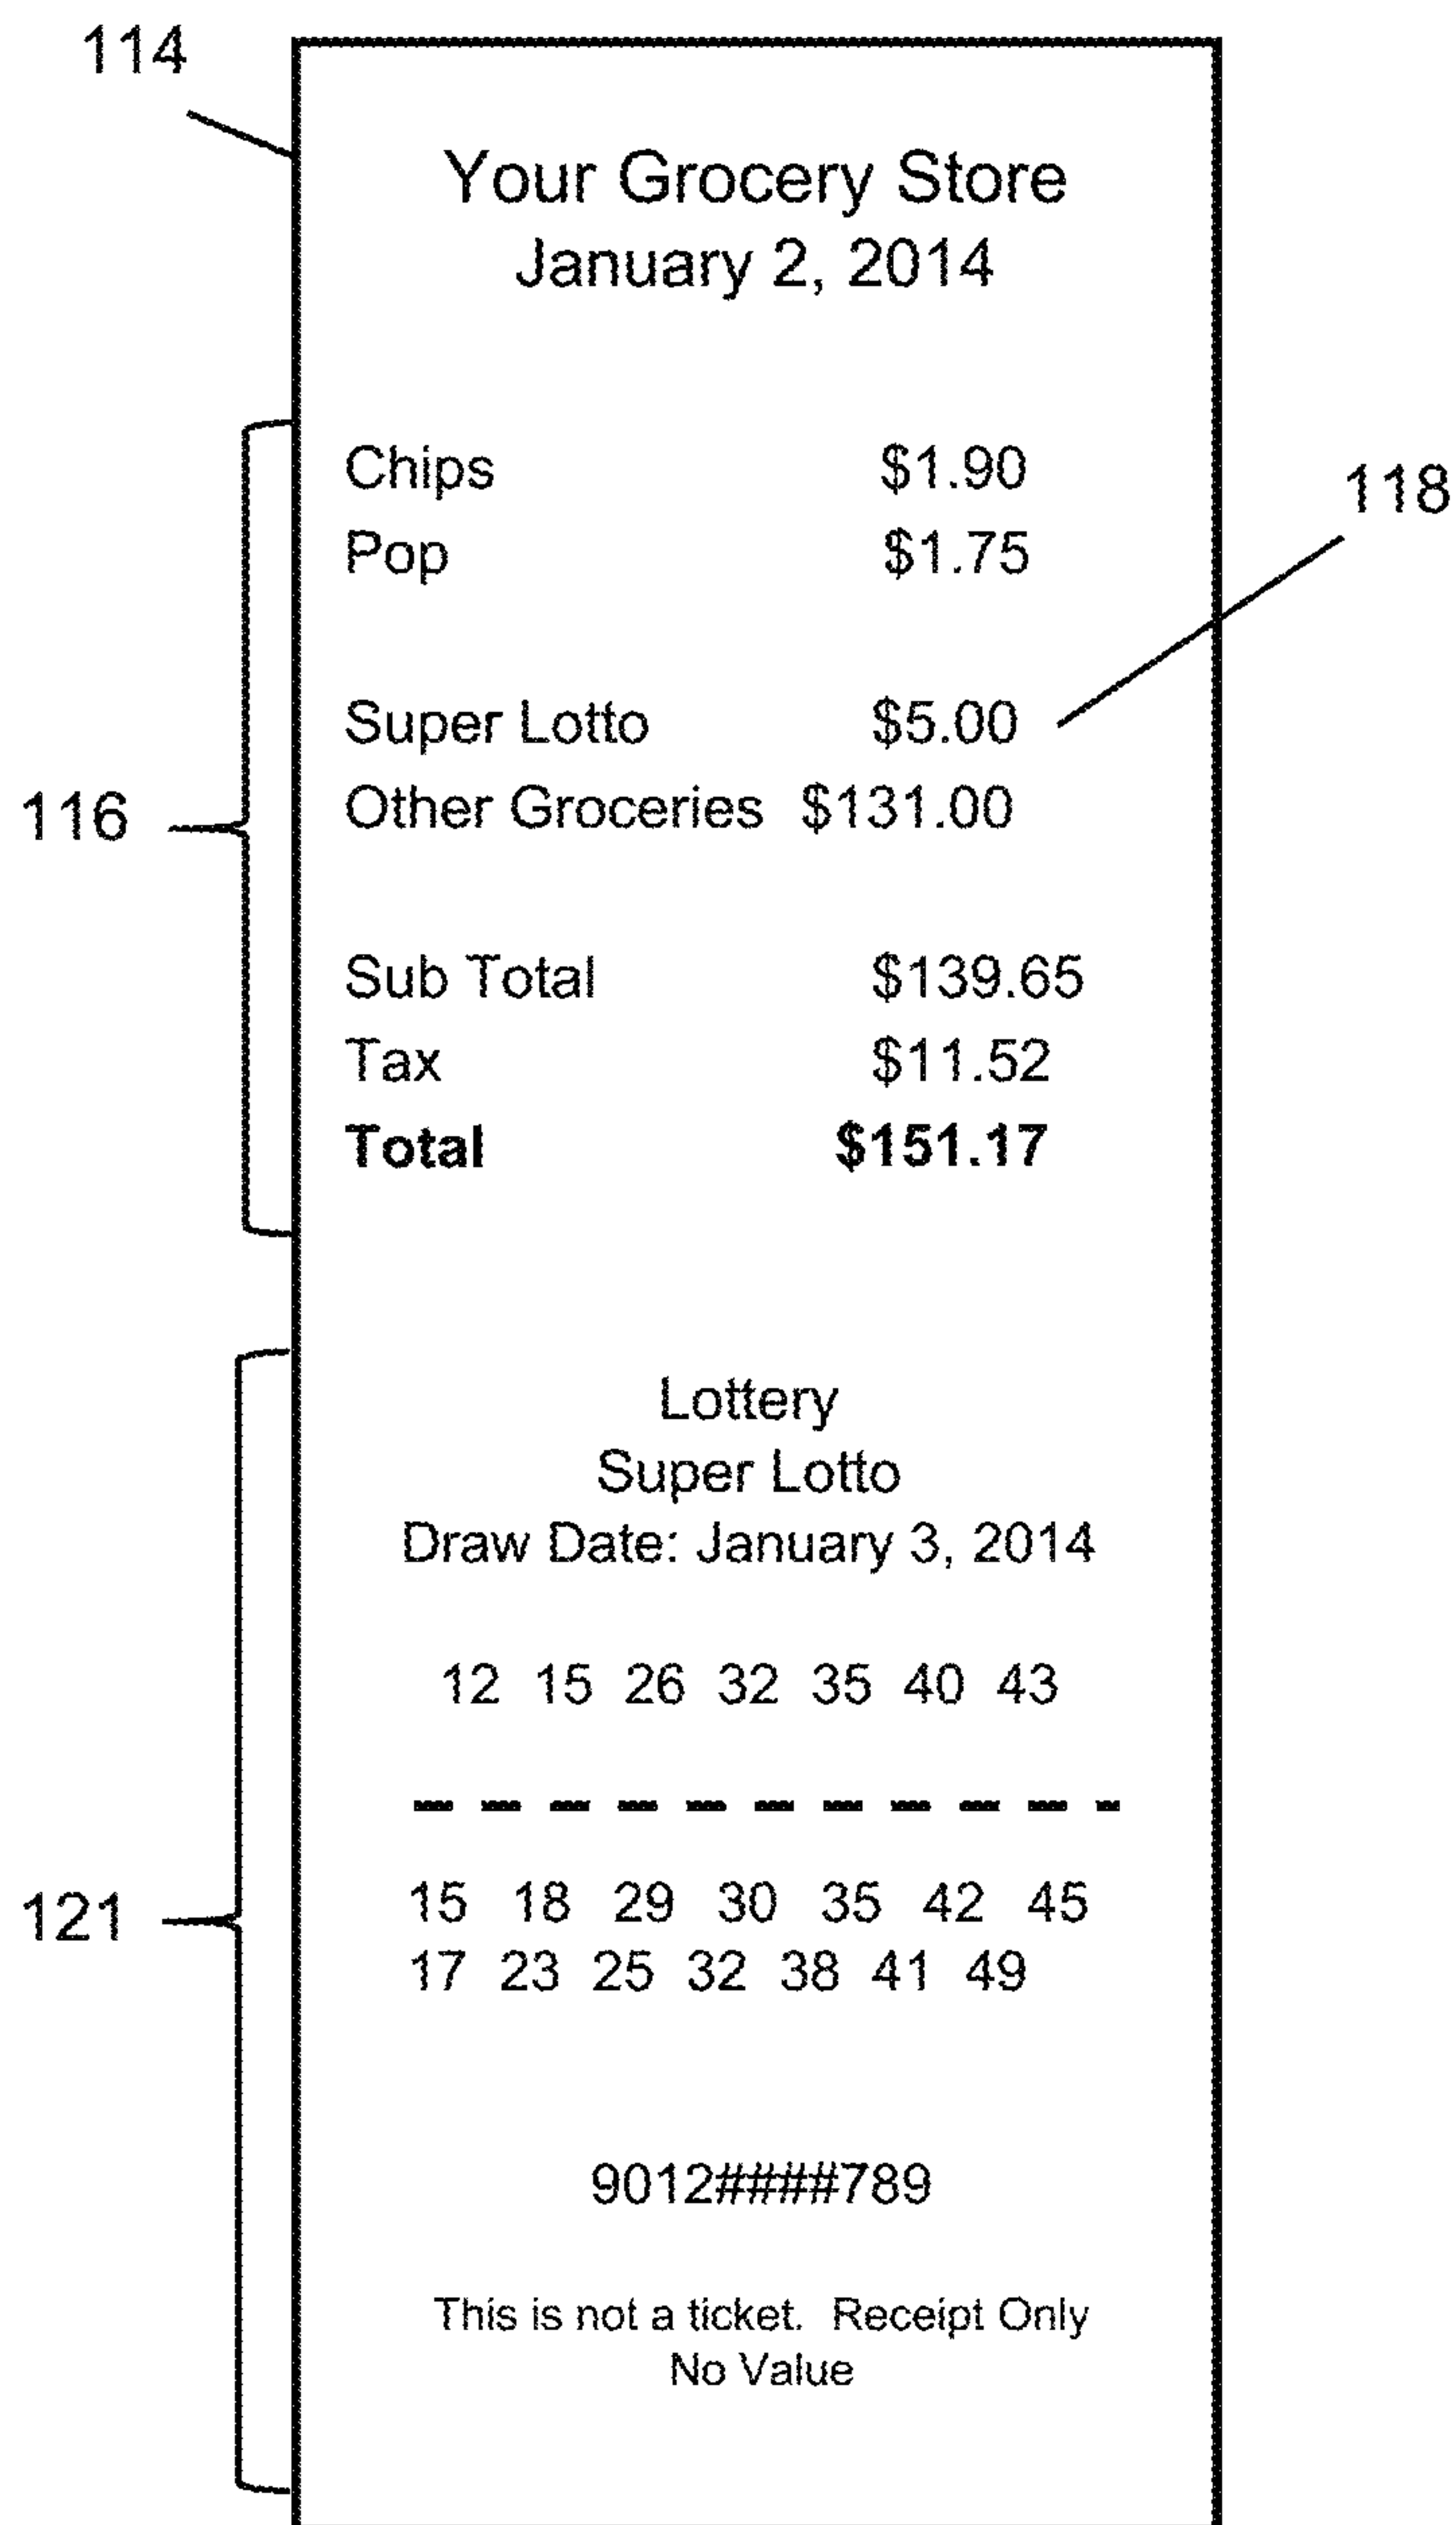 114
Your Grocery Store
January 2, 2014
Chips $1.90
118
Pop $1.75
Super Lotto $5.00
116
Other Groceries $131.00
Sub Total $139.65
Tax $11.52
Total $151.17
Lottery
Super Lotto
Draw Date: January 3, 2014
12 15 26 32 35 40 43
121
15 18 29 30 35 42 45
17 23 25 32 38 41 49
9012####789
This is not a ticket. Receipt Only
No Value